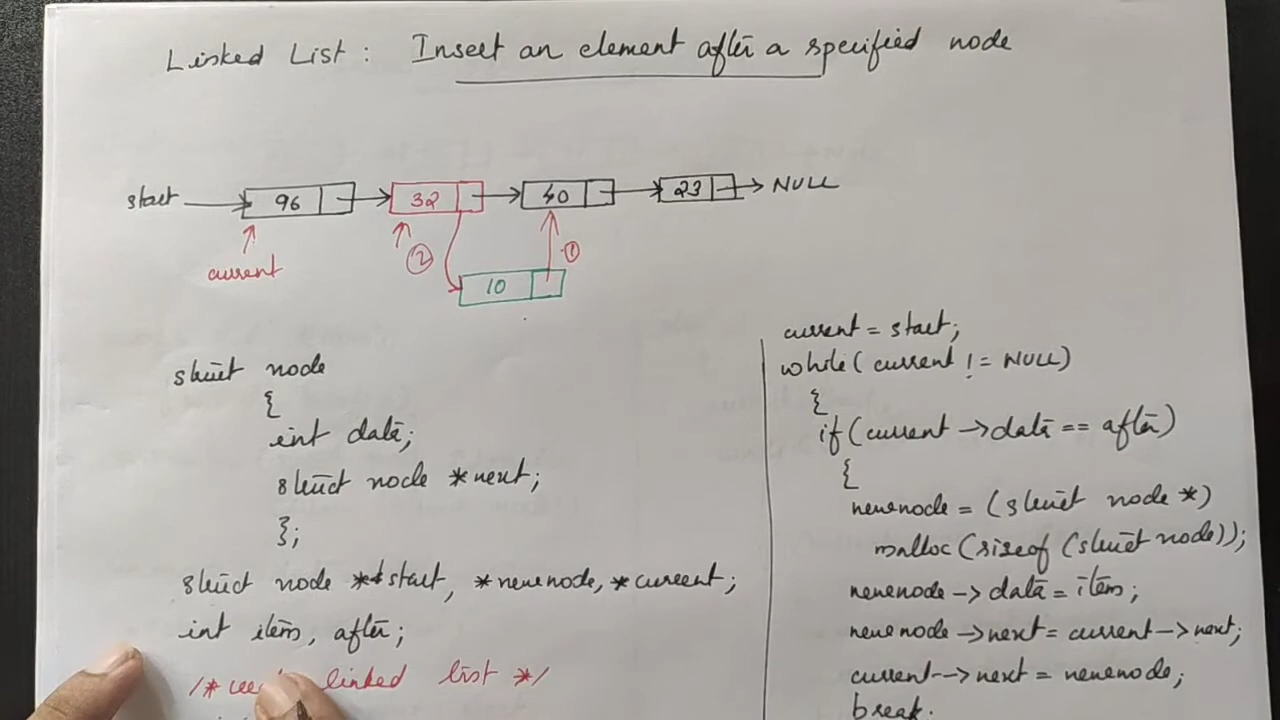 Linked List : Insert an element after a specified node
start 96 32 40 23 NULL
current ② ①
10
struct node
{
int data;
struct node *next;
};
struct node *start, *newnode, *current;
int item, after;
/* linked list */
current = start;
while( current != NULL)
{
if( current ->data == after)
{
newnode = (struct node *)
malloc (sizeof (struct node));
newnode -> data = item;
newnode ->next = current ->next;
current -> next = newnode;
break.